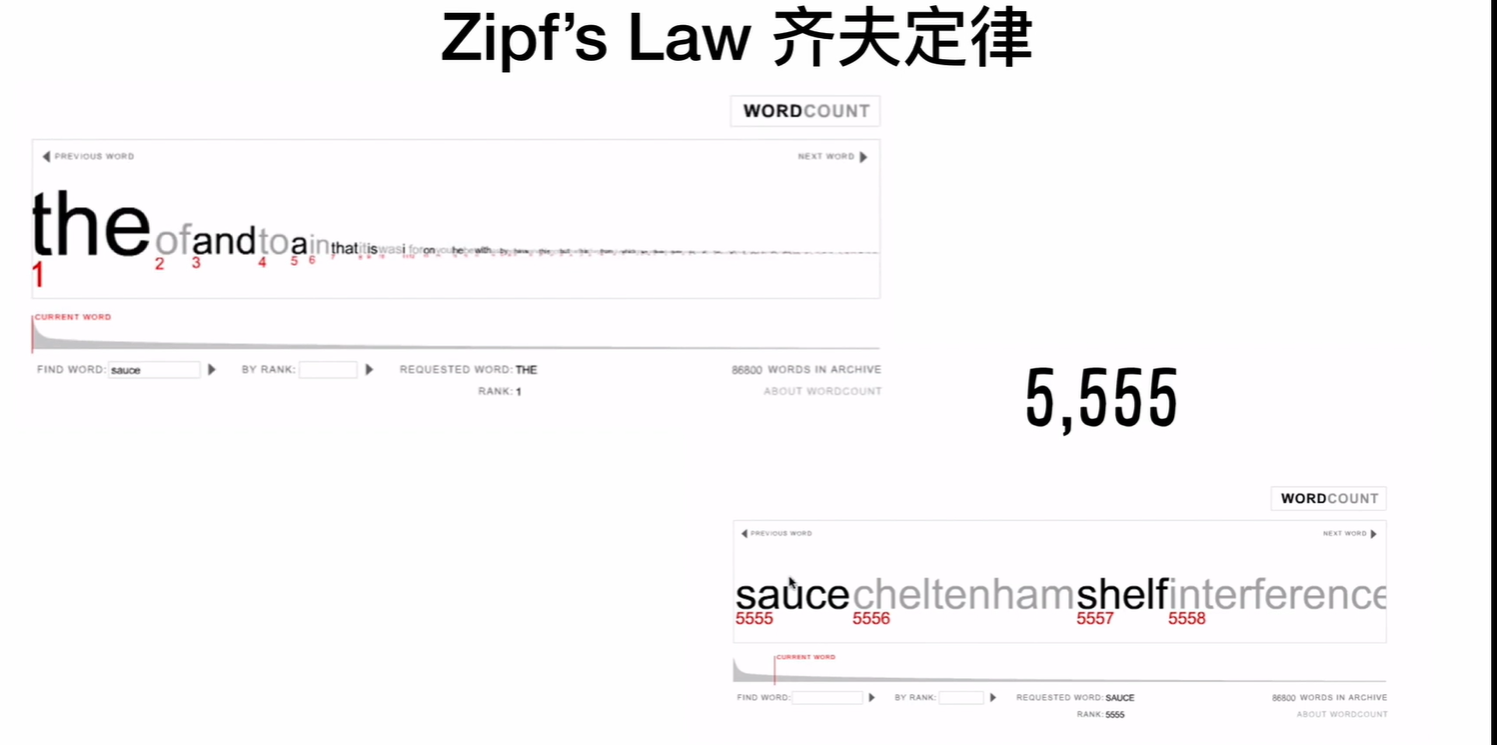 Zipf’s Law 齐夫定律
WORDCOUNT
PREVIOUS WORD
NEXT WORD
the of and to a in that it is was i for on you he be with by
1 2 3 4 5 6 7
CURRENT WORD
FIND WORD: sauce BY RANK: REQUESTED WORD: THE 86800 WORDS IN ARCHIVE
RANK: 1 ABOUT WORDCOUNT
5,555
WORDCOUNT
PREVIOUS WORD
NEXT WORD
sauce cheltenham shelf interference
5555 5556 5557 5558
CURRENT WORD
FIND WORD: BY RANK: REQUESTED WORD: SAUCE 86800 WORDS IN ARCHIVE
RANK: 5555 ABOUT WORDCOUNT